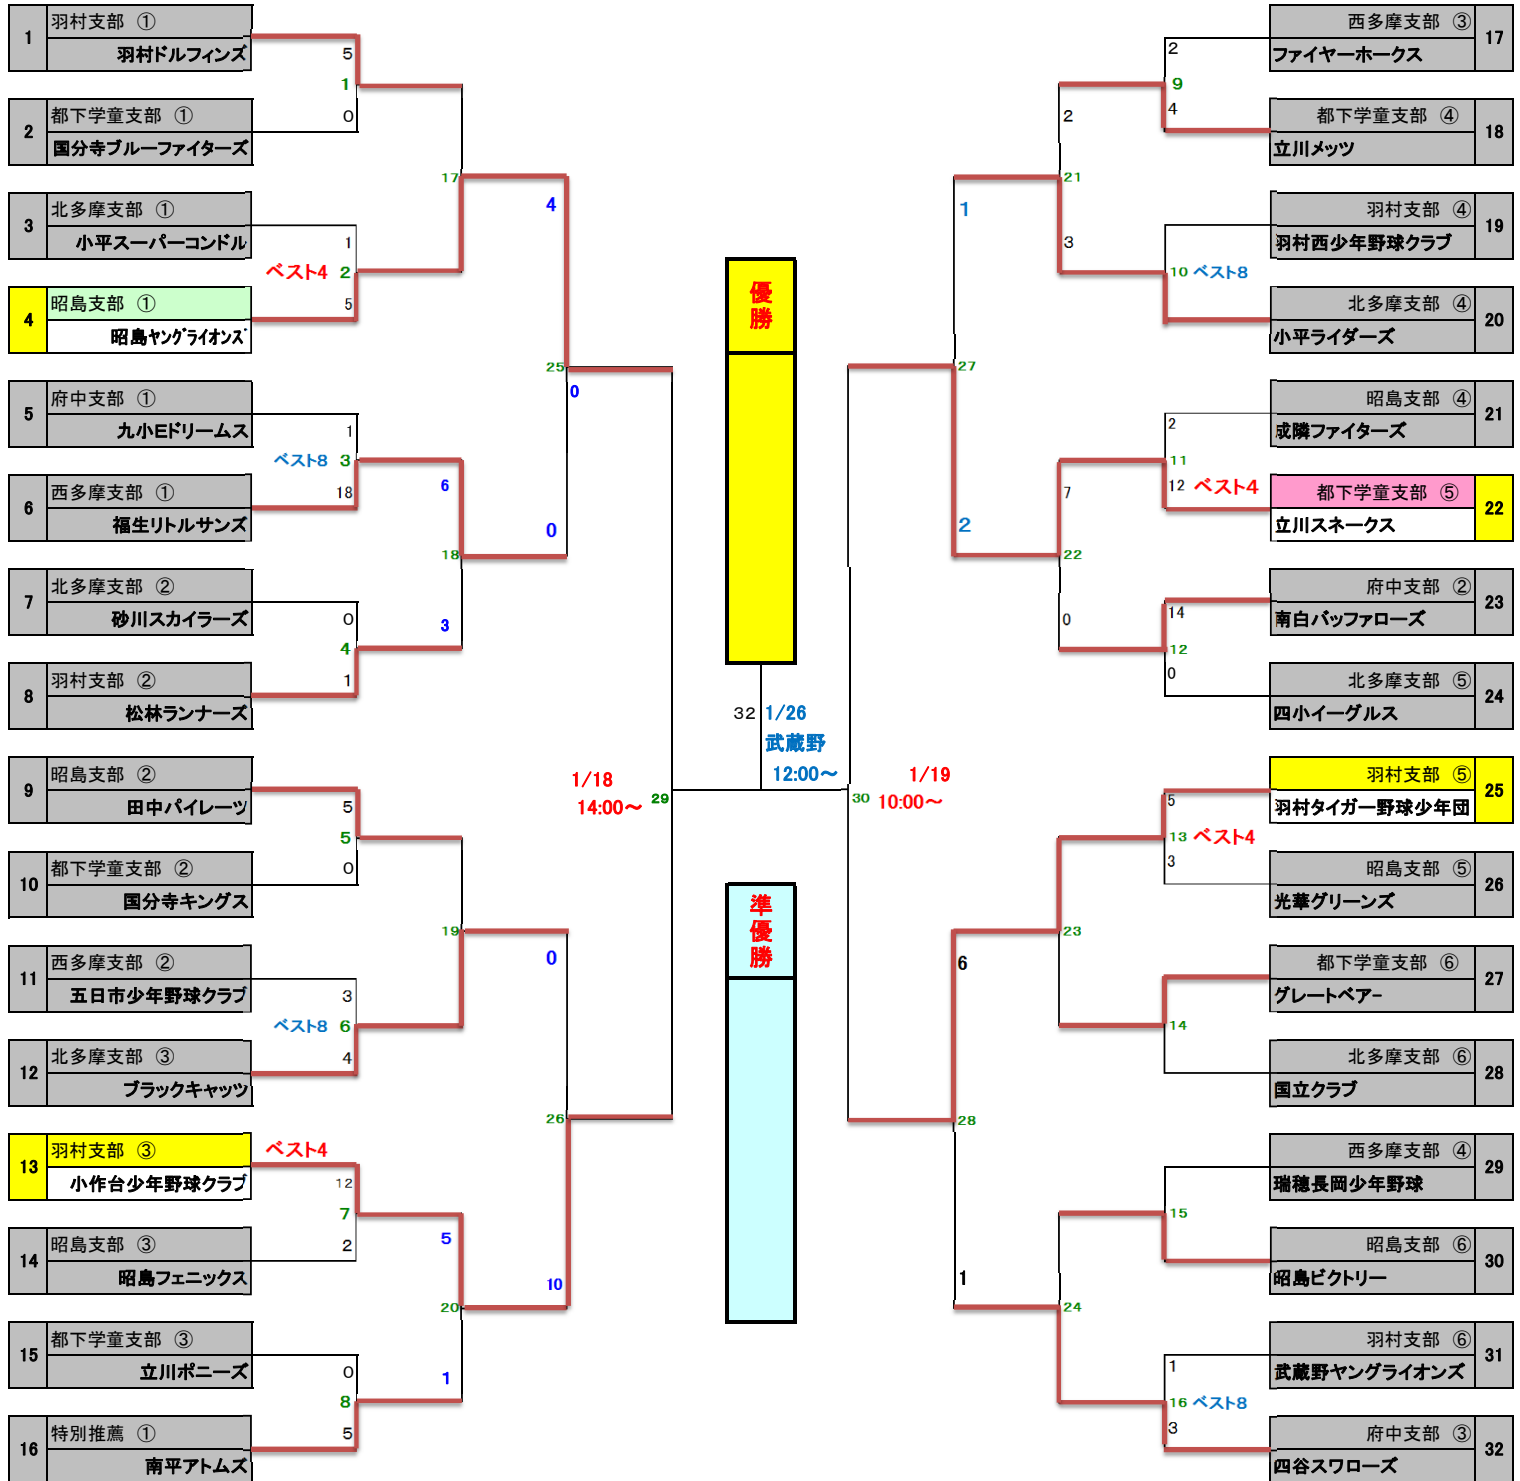 1
羽村支部 ①
羽村ドルフィンズ
5
1
0
2
都下学童支部 ①
国分寺ブルーファイターズ
17
3
北多摩支部 ①
小平スーパーコンドル
1
ベスト4 2
5
4
昭島支部 ①
昭島ヤングライオンズ
4
25
0
5
府中支部 ①
九小Eドリームス
1
ベスト8 3
18
6
西多摩支部 ①
福生リトルサンズ
6
0
18
3
7
北多摩支部 ②
砂川スカイラーズ
0
4
1
8
羽村支部 ②
松林ランナーズ
9
昭島支部 ②
田中パイレーツ
5
5
0
10
都下学童支部 ②
国分寺キングス
19
0
11
西多摩支部 ②
五日市少年野球クラブ
3
ベスト8 6
4
12
北多摩支部 ③
ブラックキャッツ
26
13
羽村支部 ③
小作台少年野球クラブ
ベスト4
12
7
2
14
昭島支部 ③
昭島フェニックス
5
10
20
1
15
都下学童支部 ③
立川ポニーズ
0
8
5
16
特別推薦 ①
南平アトムズ
優勝
32
1/26
武蔵野
12:00～
1/18
14:00～
29
30
1/19
10:00～
準優勝
西多摩支部 ③
ファイヤーホークス
17
2
9
4
都下学童支部 ④
立川メッツ
18
2
21
3
1
羽村支部 ④
羽村西少年野球クラブ
19
10 ベスト8
北多摩支部 ④
小平ライダーズ
20
27
昭島支部 ④
成隣ファイターズ
21
2
11
12 ベスト4
都下学童支部 ⑤
立川スネークス
22
7
2
22
0
府中支部 ②
南白バッファローズ
23
14
12
0
北多摩支部 ⑤
四小イーグルス
24
羽村支部 ⑤
羽村タイガー野球少年団
25
5
13 ベスト4
3
昭島支部 ⑤
光華グリーンズ
26
23
6
都下学童支部 ⑥
グレートベアｰ
27
14
北多摩支部 ⑥
国立クラブ
28
28
西多摩支部 ④
瑞穂長岡少年野球
29
15
昭島支部 ⑥
昭島ビクトリー
30
1
24
羽村支部 ⑥
武蔵野ヤングライオンズ
31
1
16 ベスト8
3
府中支部 ③
四谷スワローズ
32